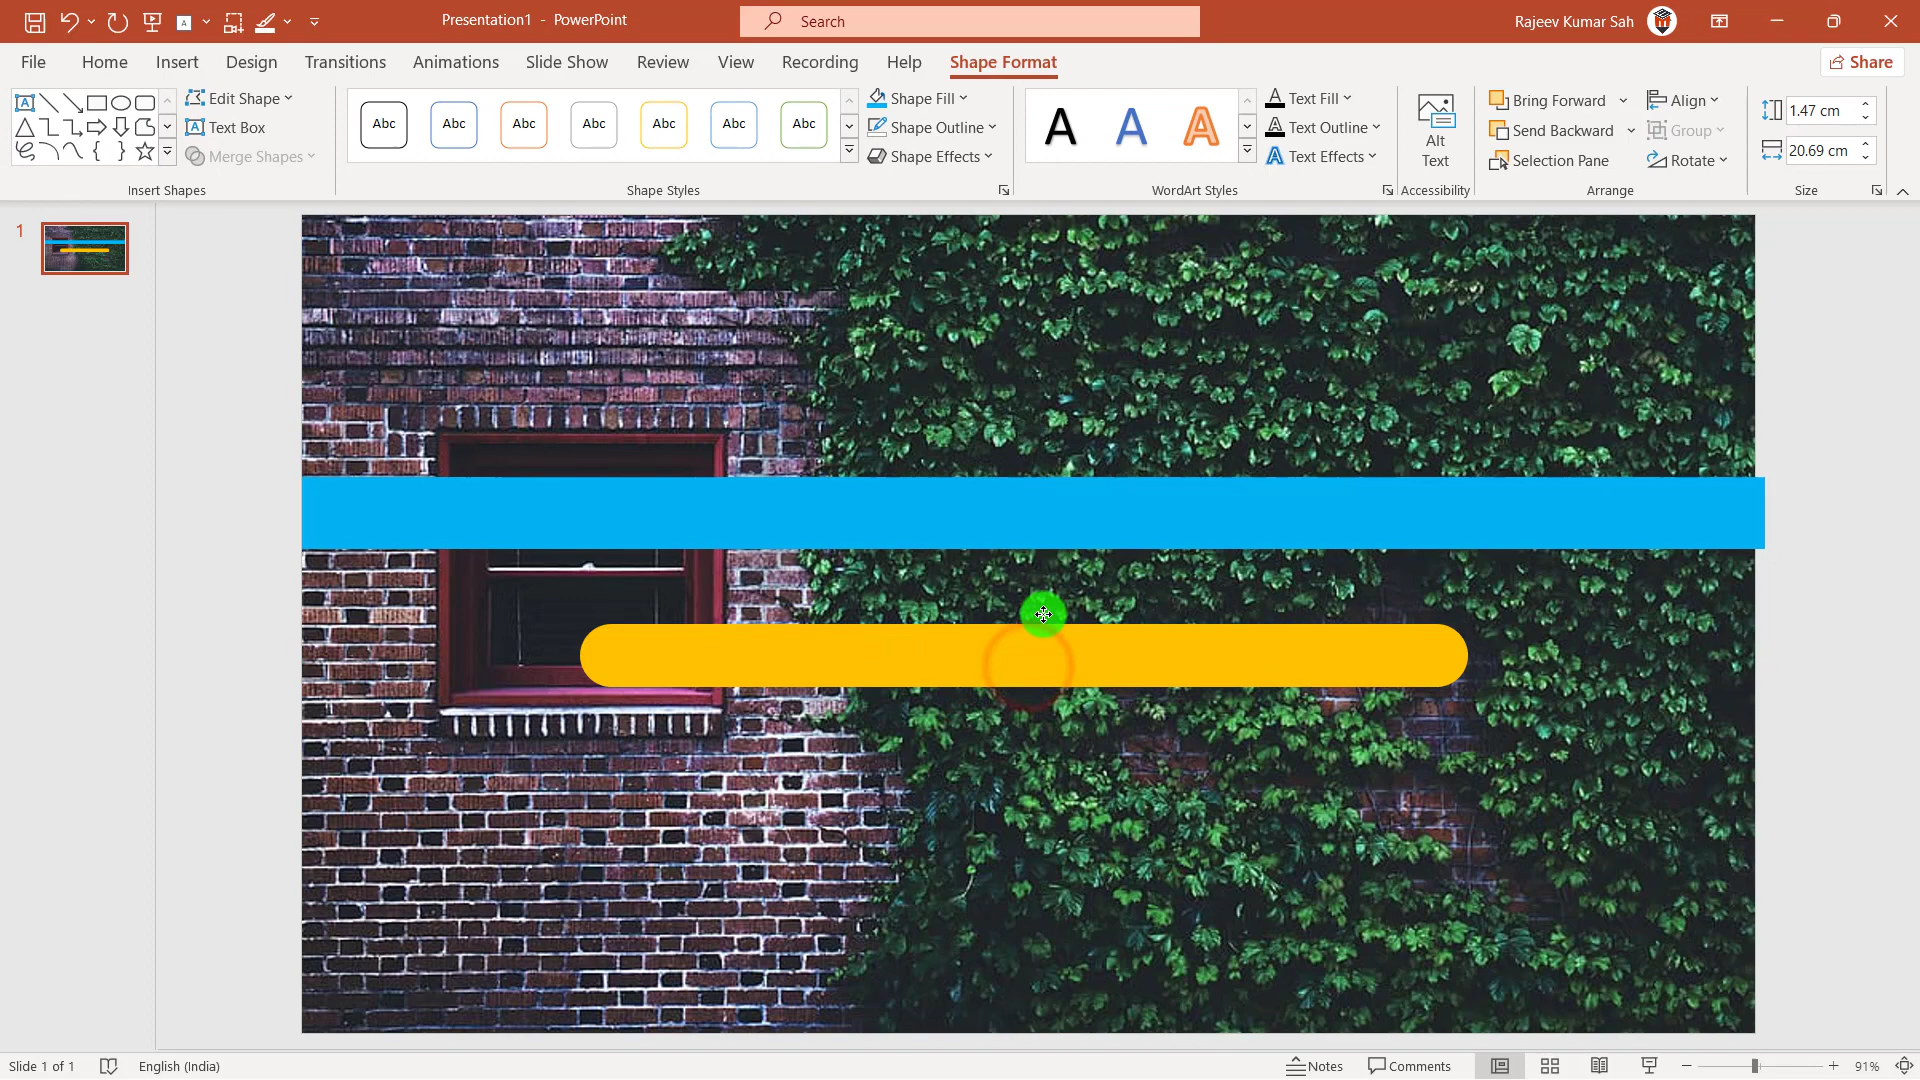 Presentation1 - PowerPoint
Search
Rajeev Kumar Sah
File Home Insert Design Transitions Animations Slide Show Review View Recording Help Shape Format Share
Edit Shape
Text Box
Merge Shapes
Insert Shapes
Abc Abc Abc Abc Abc Abc Abc
Shape Fill
Shape Outline
Shape Effects
Shape Styles
A A A
Text Fill
Text Outline
Text Effects
WordArt Styles
Alt
Text
Accessibility
Bring Forward
Send Backward
Selection Pane
Align
Group
Rotate
Arrange
1.47 cm
20.69 cm
Size
1
Slide 1 of 1 English (India) Notes Comments 91%